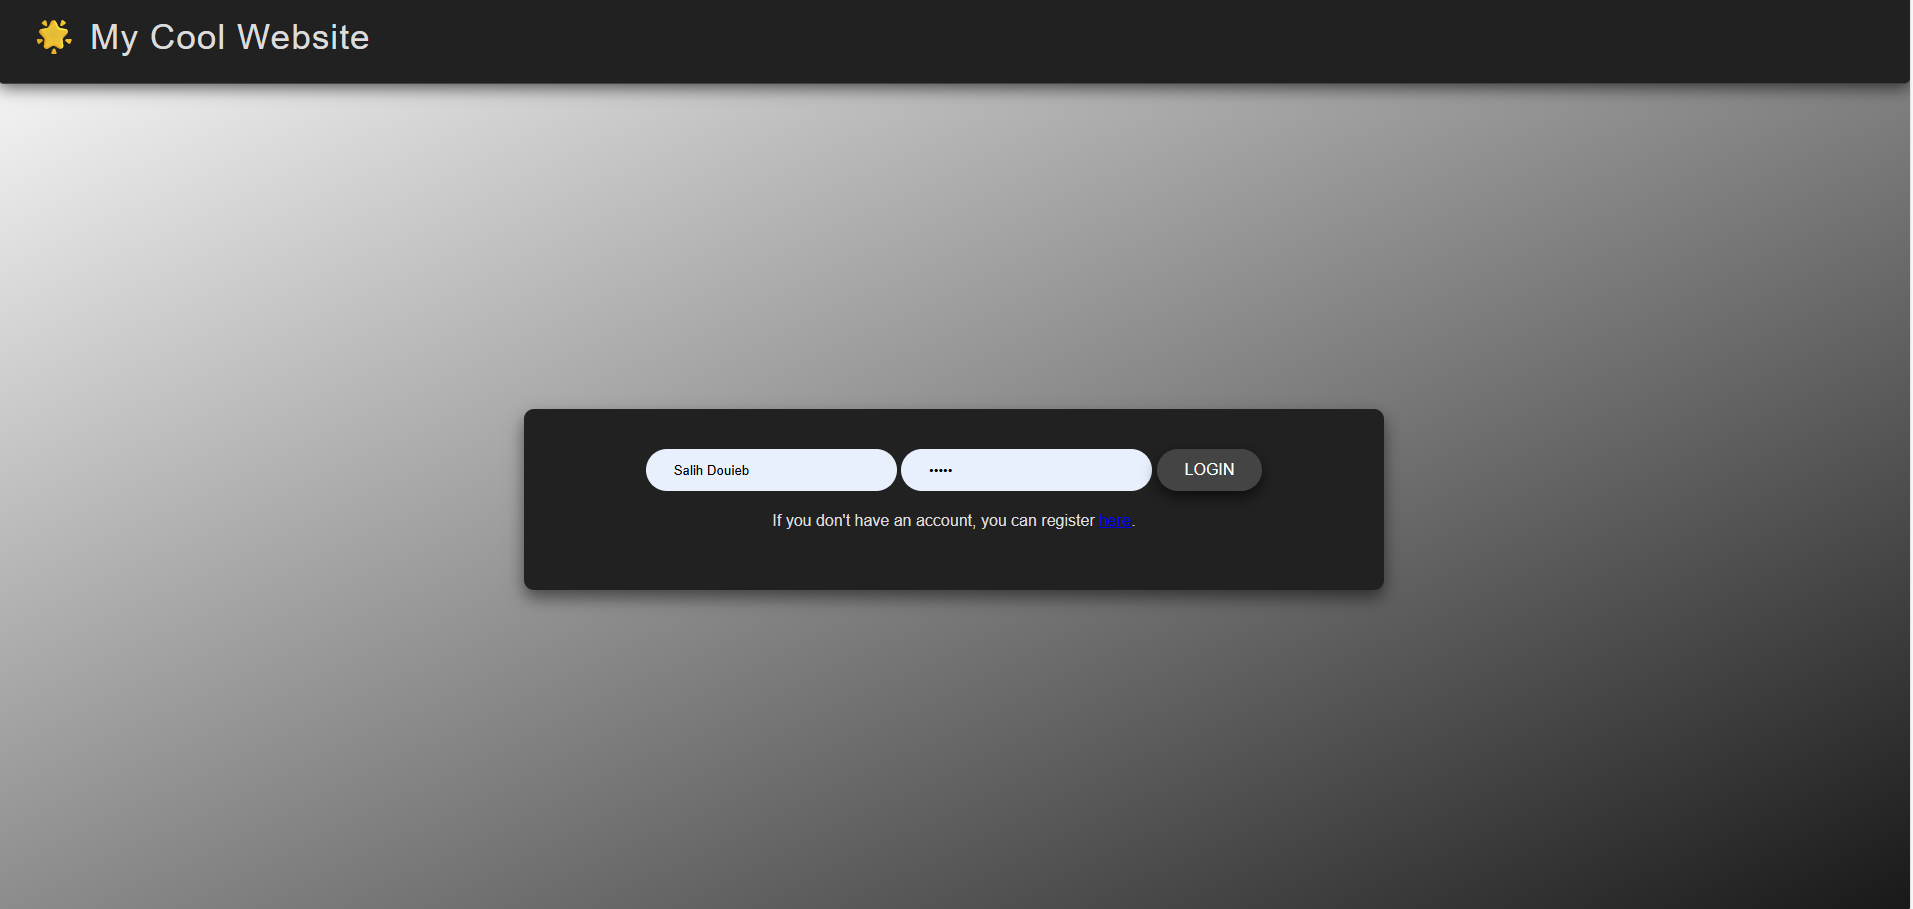 My Cool Website
Salih Douieb
•••••
LOGIN
If you don't have an account, you can register here.